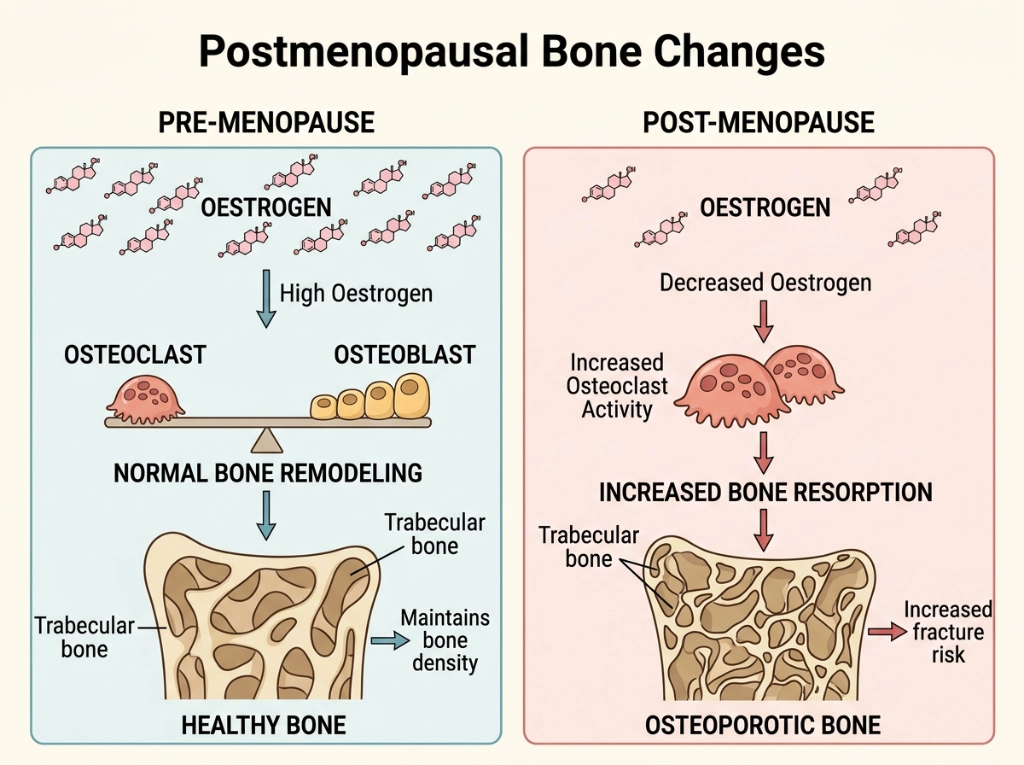 Postmenopausal Bone Changes
PRE-MENOPAUSE
OESTROGEN
High Oestrogen
OSTEOCLAST
OSTEOBLAST
NORMAL BONE REMODELING
Trabecular
bone
Trabecular
bone
Maintains
bone
density
HEALTHY BONE
POST-MENOPAUSE
OESTROGEN
Decreased Oestrogen
Increased
Osteoclast
Activity
INCREASED BONE RESORPTION
Trabecular
bone
Increased
fracture
risk
OSTEOPOROTIC BONE